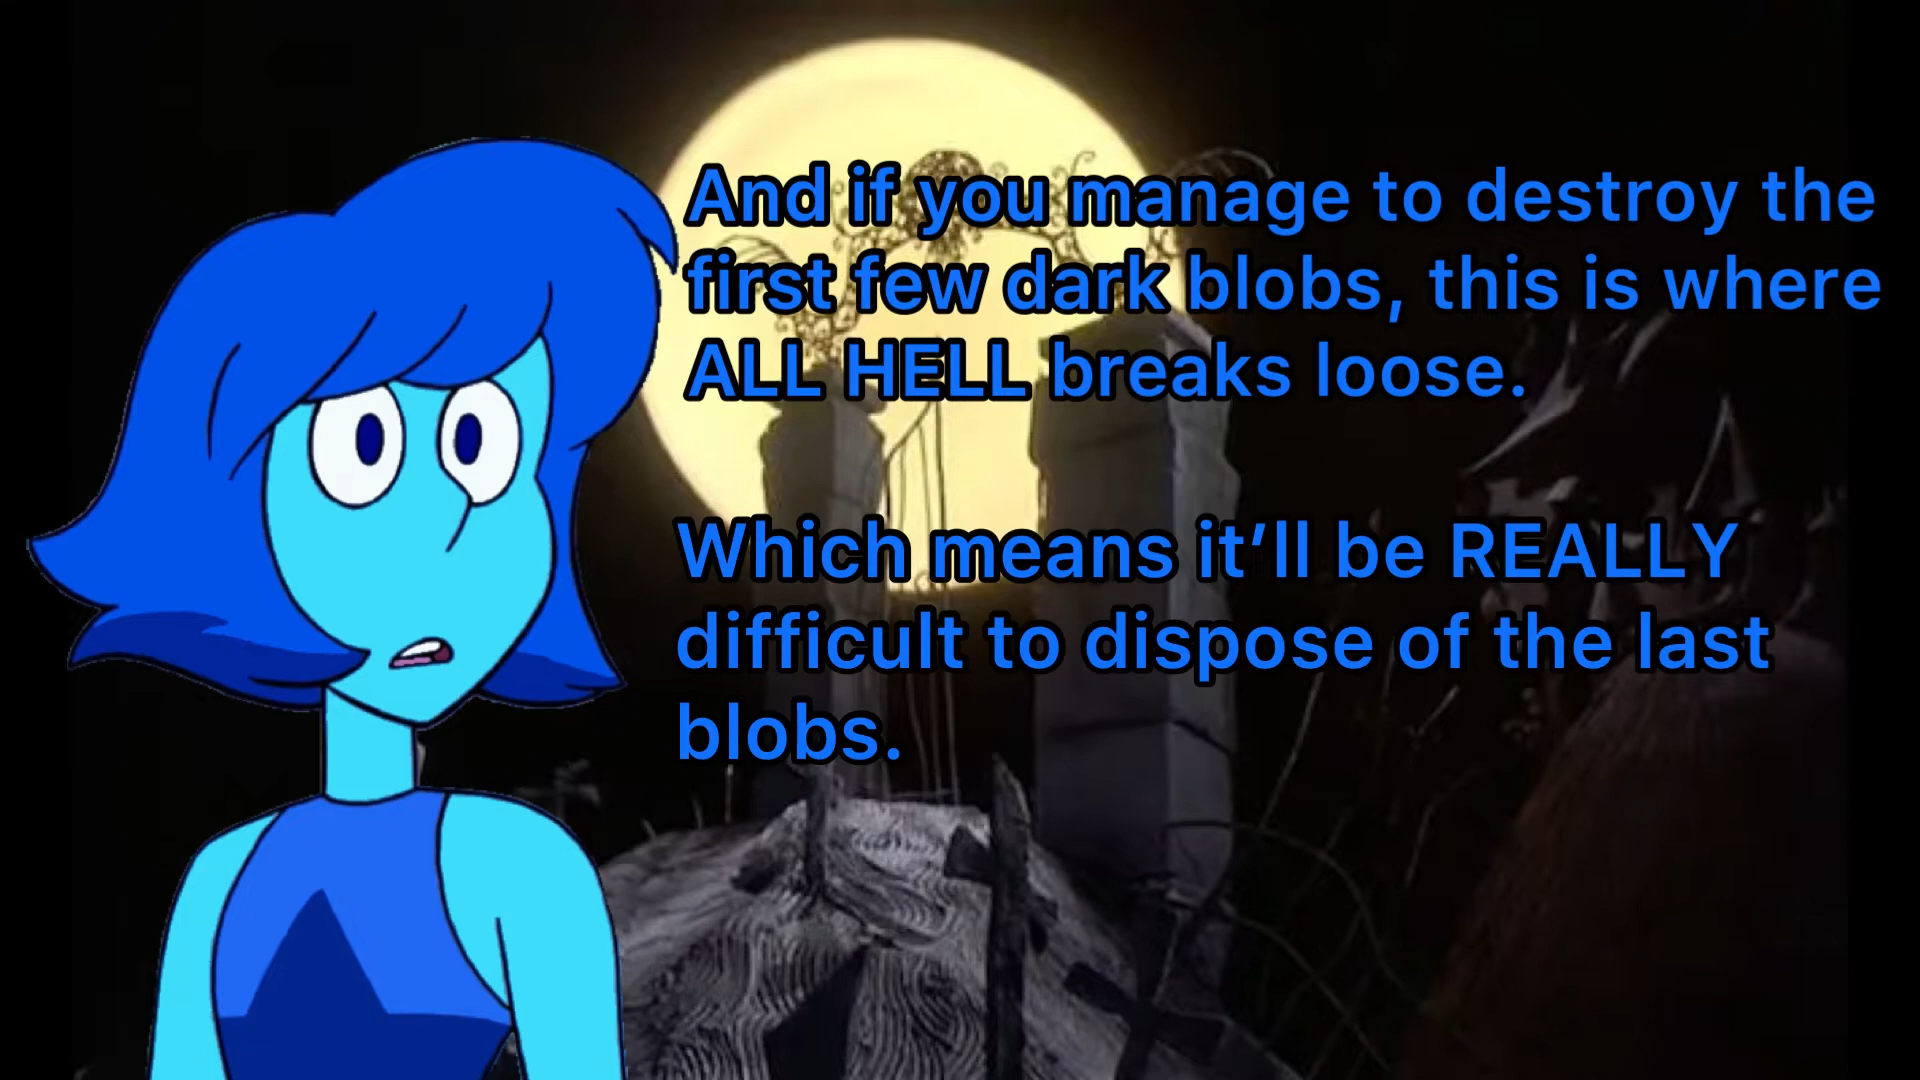 And if you manage to destroy the
first few dark blobs, this is where
ALL HELL breaks loose.
Which means it’ll be REALLY
difficult to dispose of the last
blobs.